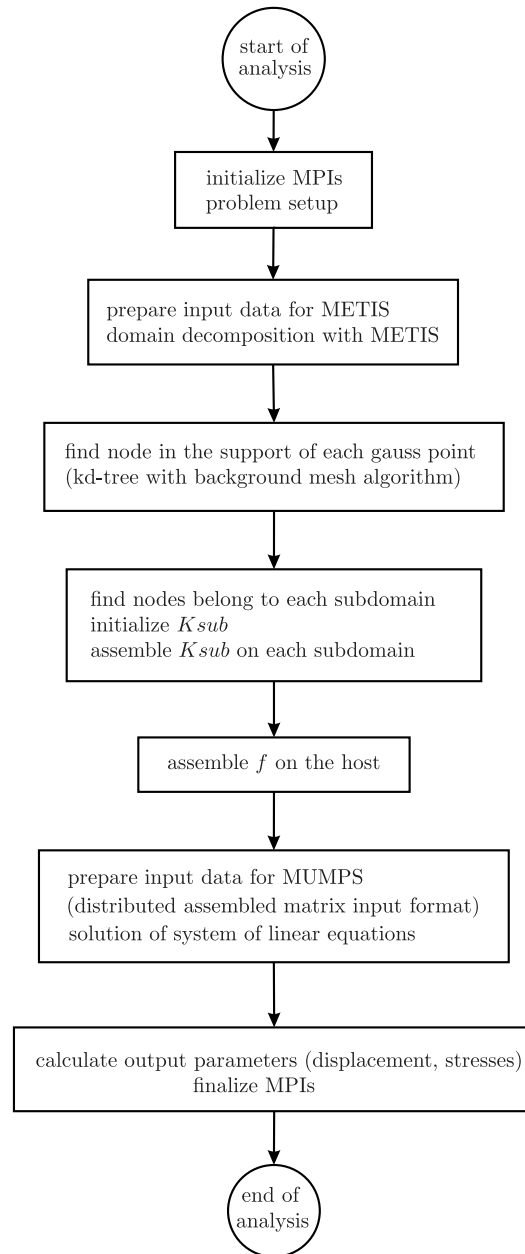 start of
analysis
initialize MPIs
problem setup
prepare input data for METIS
domain decomposition with METIS
find node in the support of each gauss point
(kd-tree with background mesh algorithm)
find nodes belong to each subdomain
initialize Ksub
assemble Ksub on each subdomain
assemble f on the host
prepare input data for MUMPS
(distributed assembled matrix input format)
solution of system of linear equations
calculate output parameters (displacement, stresses)
finalize MPIs
end of
analysis